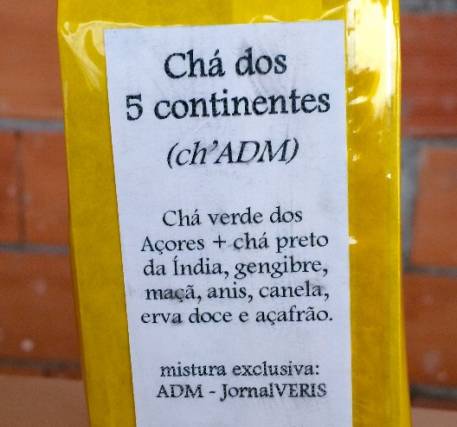 Chá dos
5 continentes
(ch'ADM)
Chá verde dos
Açores + chá preto
da Índia, gengibre,
maçã, anis, canela,
erva doce e açafrão.
mistura exclusiva:
ADM - JornalVERIS